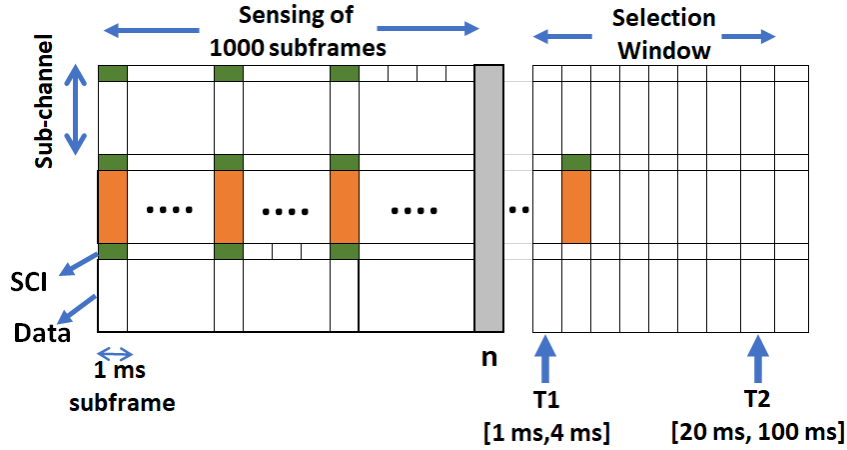 Sensing of
1000 subframes
Selection
Window
Sub-channel
SCI
Data
1 ms
subframe
n
T1
[1 ms,4 ms]
T2
[20 ms, 100 ms]